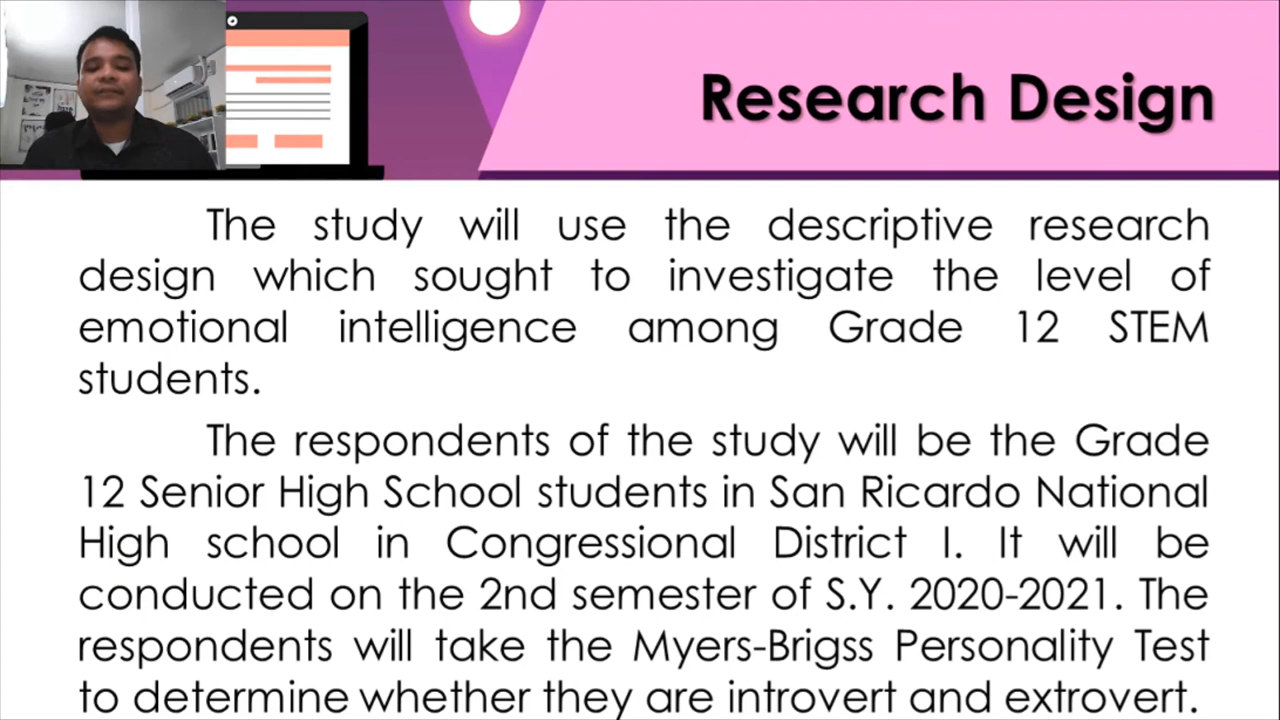 Research Design
The study will use the descriptive research
design which sought to investigate the level of
emotional intelligence among Grade 12 STEM
students.
The respondents of the study will be the Grade
12 Senior High School students in San Ricardo National
High school in Congressional District I. It will be
conducted on the 2nd semester of S.Y. 2020-2021. The
respondents will take the Myers-Brigss Personality Test
to determine whether they are introvert and extrovert.